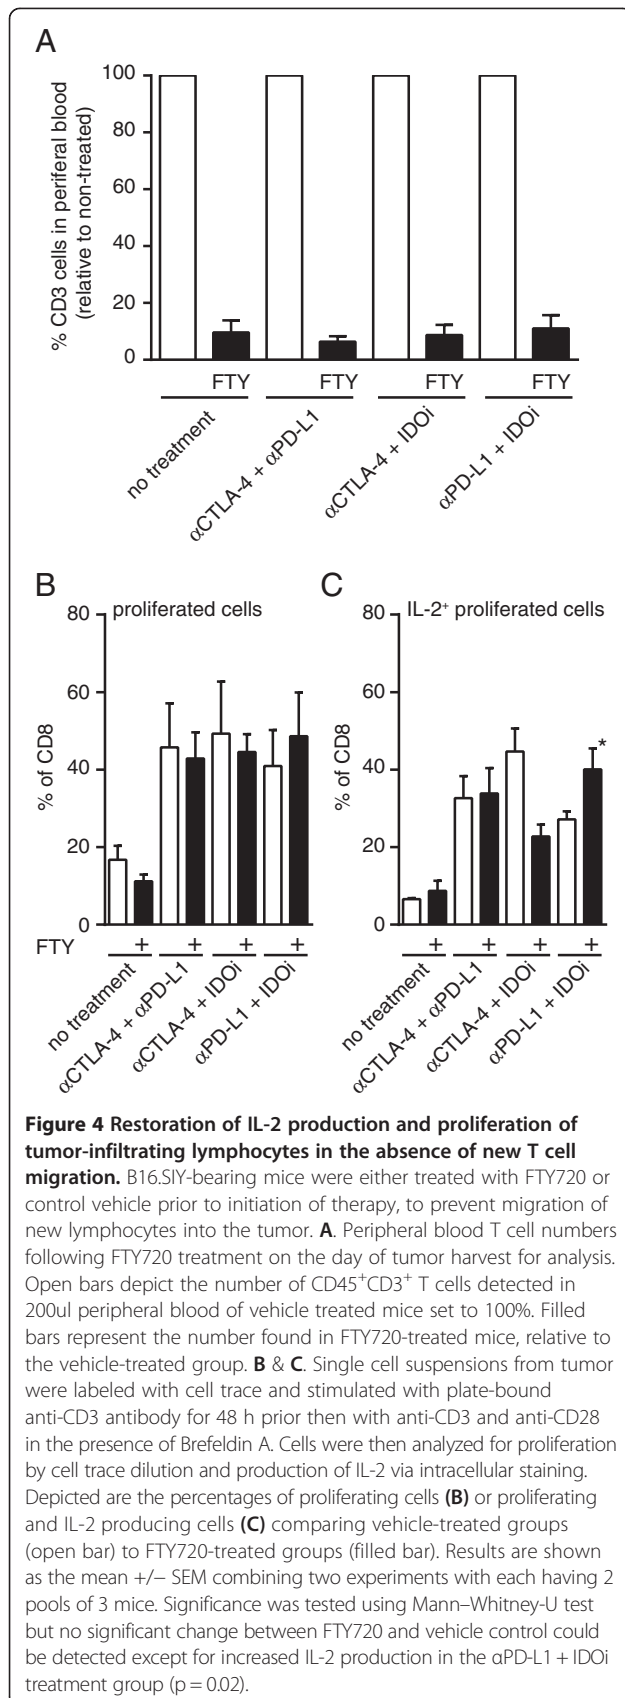 A
% CD3 cells in periferal blood
(relative to non-treated)
100
80
60
40
20
0
FTY
FTY
FTY
FTY
no treatment
αCTLA-4 + αPD-L1
αCTLA-4 + IDOi
αPD-L1 + IDOi
B
proliferated cells
% of CD8
80
60
40
20
0
FTY
+
+
+
+
no treatment
αCTLA-4 + αPD-L1
αCTLA-4 + IDOi
αPD-L1 + IDOi
C
IL-2⁺ proliferated cells
% of CD8
80
60
40
20
0
*
+
+
+
+
no treatment
αCTLA-4 + αPD-L1
αCTLA-4 + IDOi
αPD-L1 + IDOi
Figure 4 Restoration of IL-2 production and proliferation of
tumor-infiltrating lymphocytes in the absence of new T cell
migration. B16.SIY-bearing mice were either treated with FTY720 or
control vehicle prior to initiation of therapy, to prevent migration of
new lymphocytes into the tumor. A. Peripheral blood T cell numbers
following FTY720 treatment on the day of tumor harvest for analysis.
Open bars depict the number of CD45⁺CD3⁺ T cells detected in
200ul peripheral blood of vehicle treated mice set to 100%. Filled
bars represent the number found in FTY720-treated mice, relative to
the vehicle-treated group. B & C. Single cell suspensions from tumor
were labeled with cell trace and stimulated with plate-bound
anti-CD3 antibody for 48 h prior then with anti-CD3 and anti-CD28
in the presence of Brefeldin A. Cells were then analyzed for proliferation
by cell trace dilution and production of IL-2 via intracellular staining.
Depicted are the percentages of proliferating cells (B) or proliferating
and IL-2 producing cells (C) comparing vehicle-treated groups
(open bar) to FTY720-treated groups (filled bar). Results are shown
as the mean +/− SEM combining two experiments with each having 2
pools of 3 mice. Significance was tested using Mann–Whitney-U test
but no significant change between FTY720 and vehicle control could
be detected except for increased IL-2 production in the αPD-L1 + IDOi
treatment group (p = 0.02).